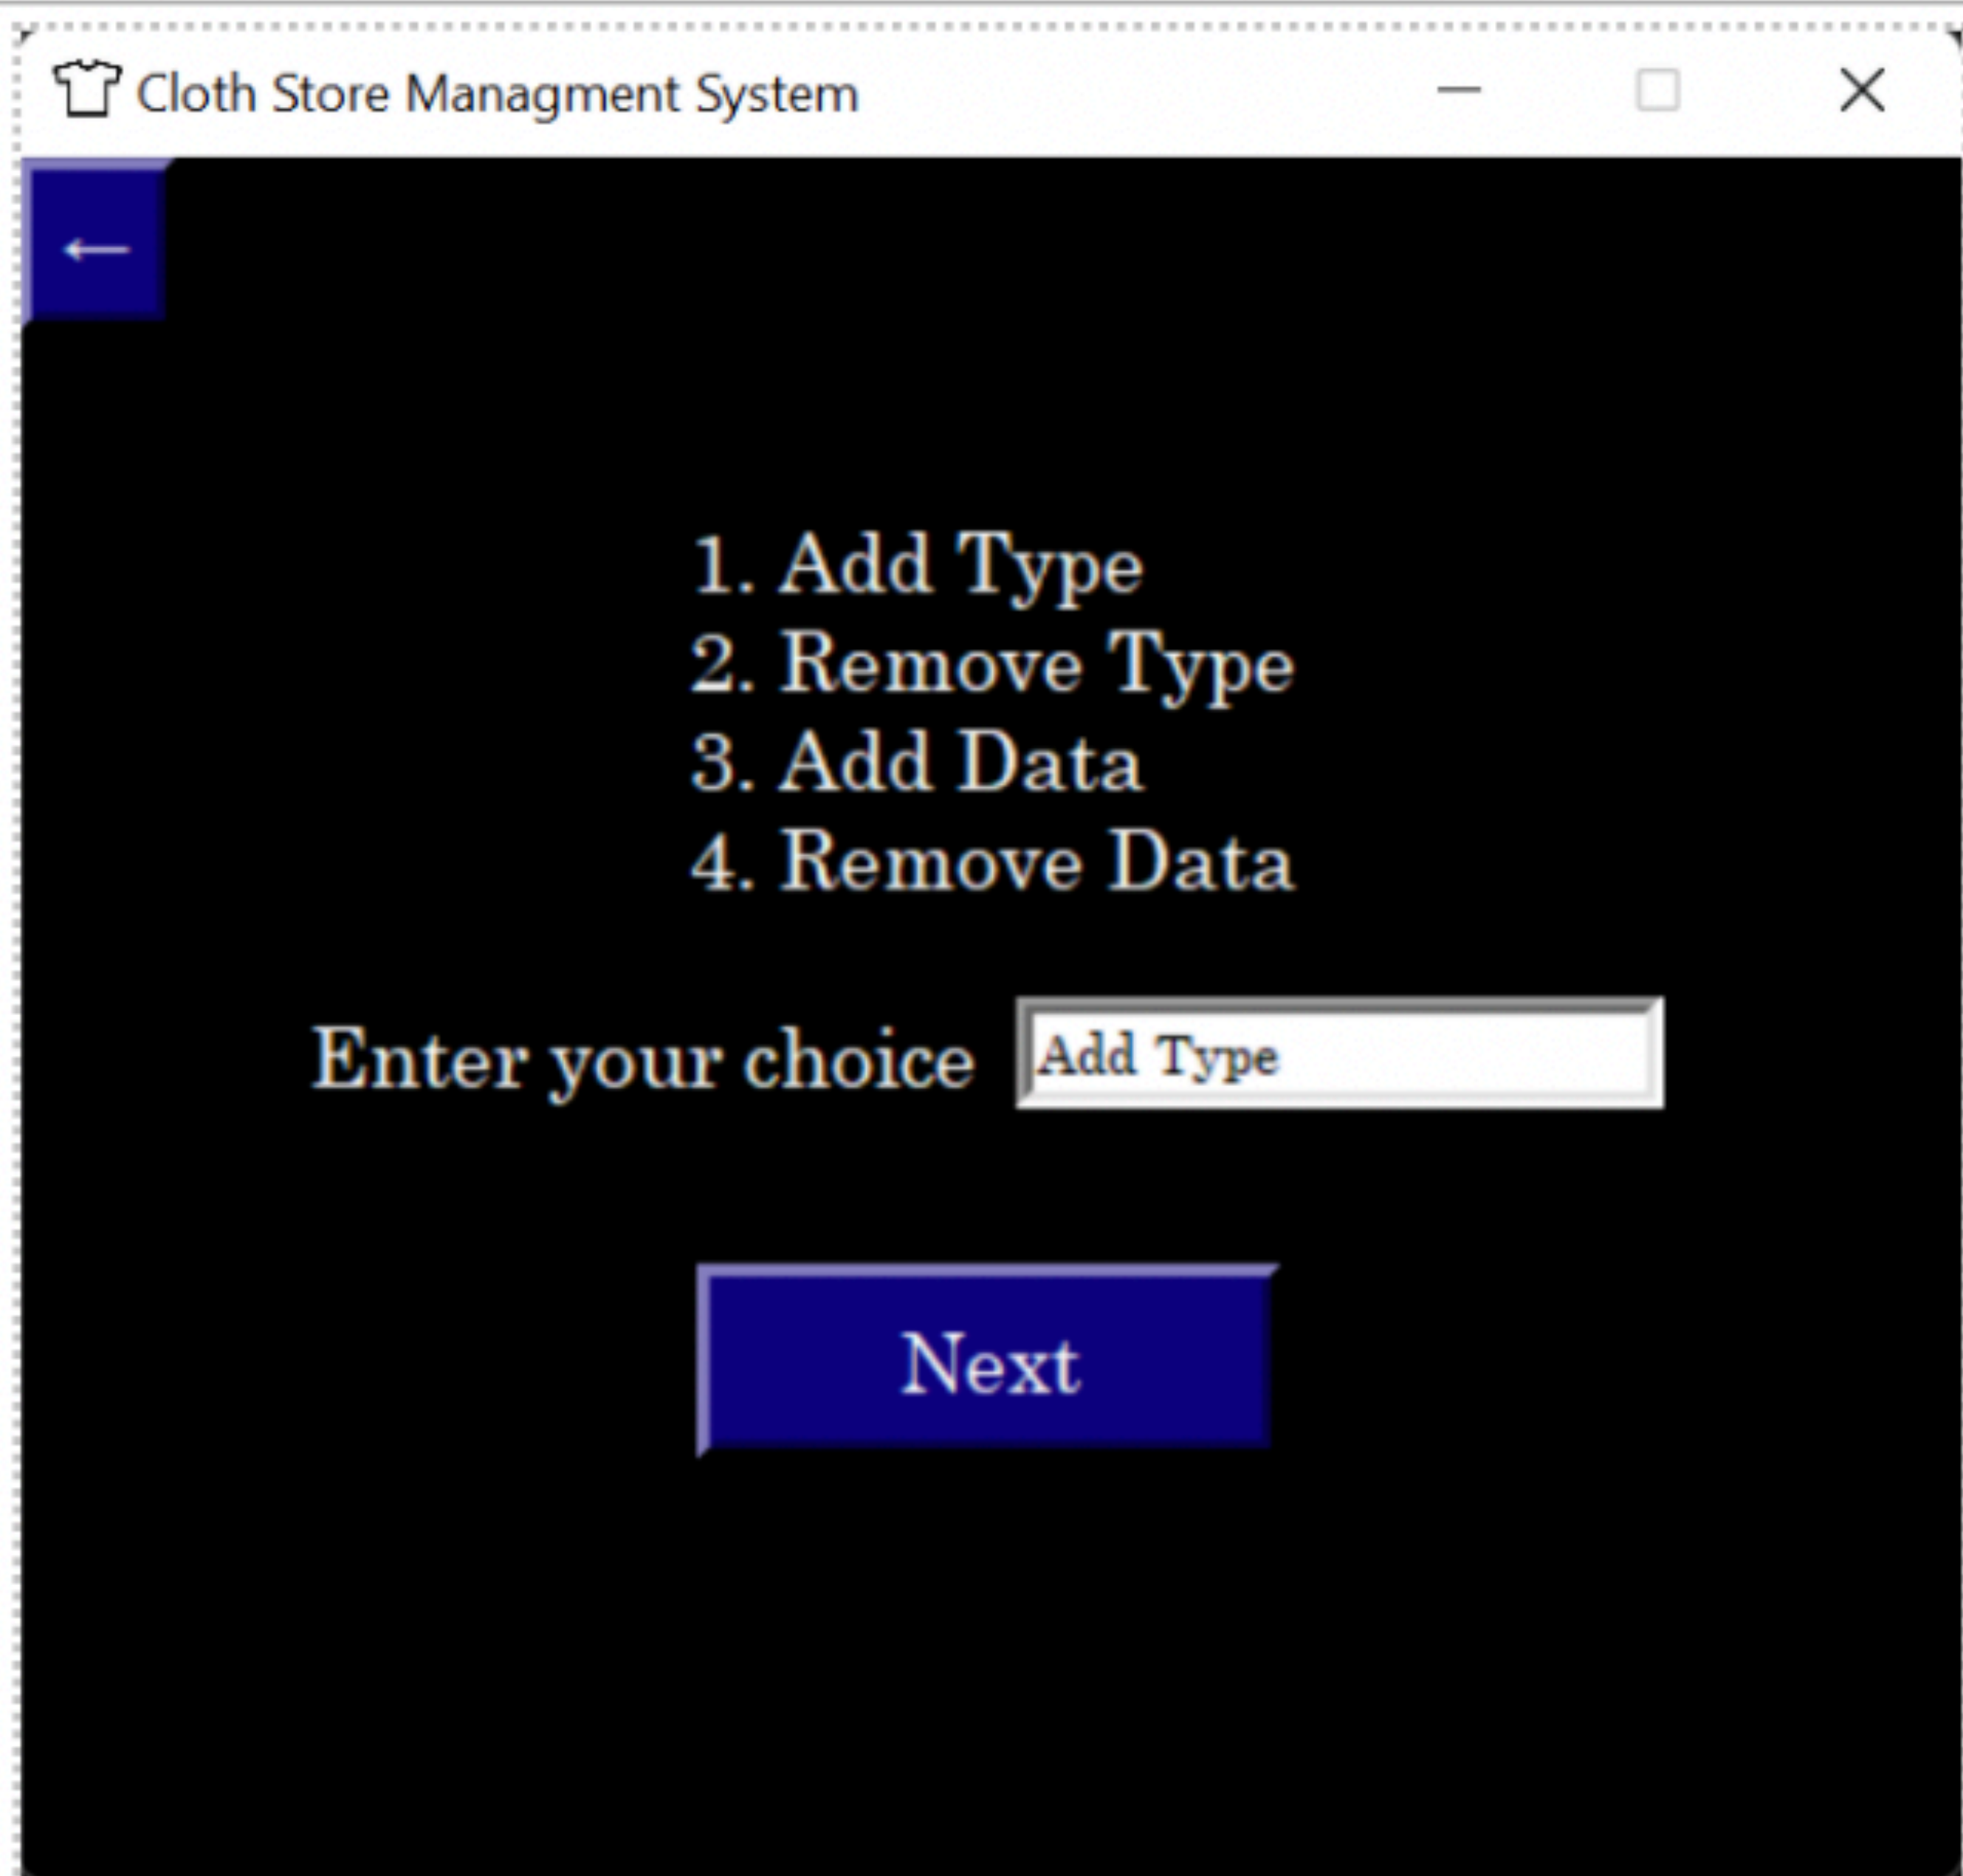 Cloth Store Managment System
←
1. Add Type
2. Remove Type
3. Add Data
4. Remove Data
Enter your choice Add Type
Next